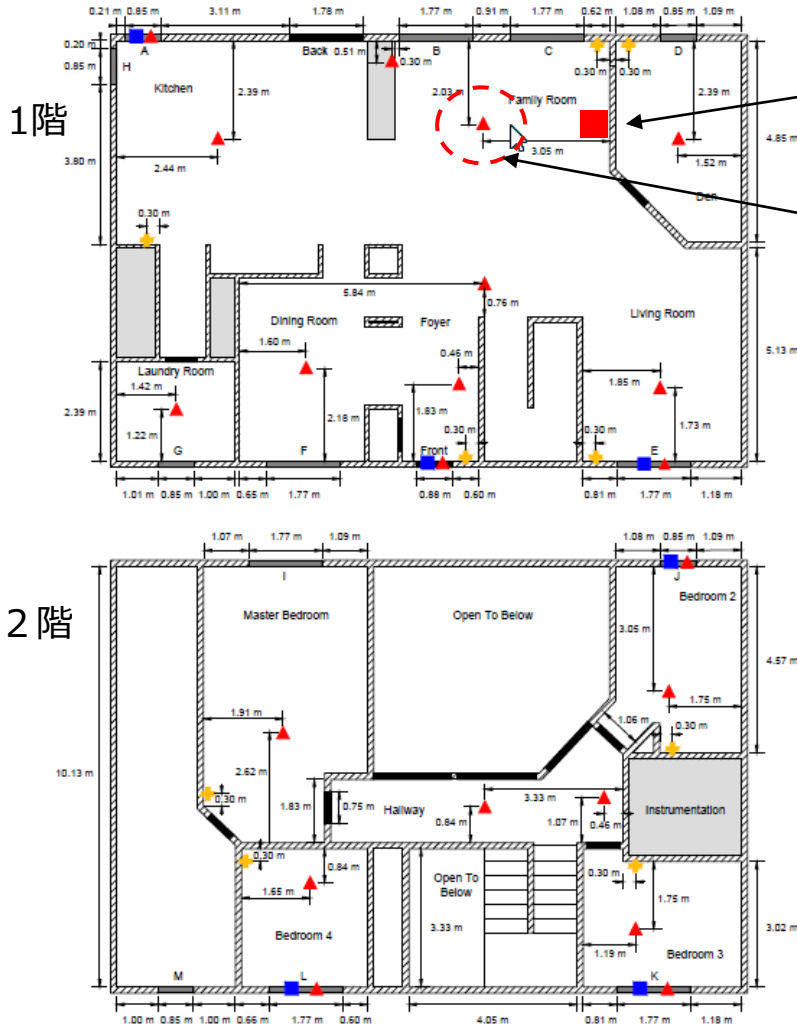 0.21 m 0.85 m 3.11 m 1.78 m 1.77 m 0.91 m 1.77 m 0.62 m 1.08 m 0.85 m 1.09 m
A Back B C D
0.20 m
0.85 m
H
0.51 m
0.30 m
0.30 m 0.30 m
Kitchen
2.39 m
2.03 m
Family Room
2.39 m
1階
4.85 m
3.05 m
3.80 m
2.44 m
1.52 m
Den
0.30 m
5.84 m
0.76 m
Dining Room
Foyer
Living Room
1.60 m
0.46 m
5.13 m
Laundry Room
1.42 m
1.85 m
2.39 m
2.18 m
1.83 m
1.73 m
1.22 m
0.30 m
0.30 m
G F Front E
1.01 m 0.85 m 1.00 m 0.65 m 1.77 m 0.88 m 0.60 m 0.81 m 1.77 m 1.18 m
1.07 m 1.77 m 1.09 m 1.08 m 0.85 m 1.09 m
I J
Bedroom 2
Master Bedroom
Open To Below
2階
3.05 m
4.57 m
1.75 m
1.91 m
1.06 m
0.30 m
2.62 m
10.13 m
0.30 m
1.83 m
0.75 m
Hallway
3.33 m
0.84 m
1.07 m
0.46 m
Instrumentation
0.30 m
0.84 m
1.65 m
Open To
Below
0.30 m
1.75 m
3.33 m
3.02 m
Bedroom 4
1.19 m
Bedroom 3
M L K
1.00 m 0.85 m 1.00 m 0.66 m 1.77 m 0.60 m 4.05 m 0.81 m 1.77 m 1.18 m